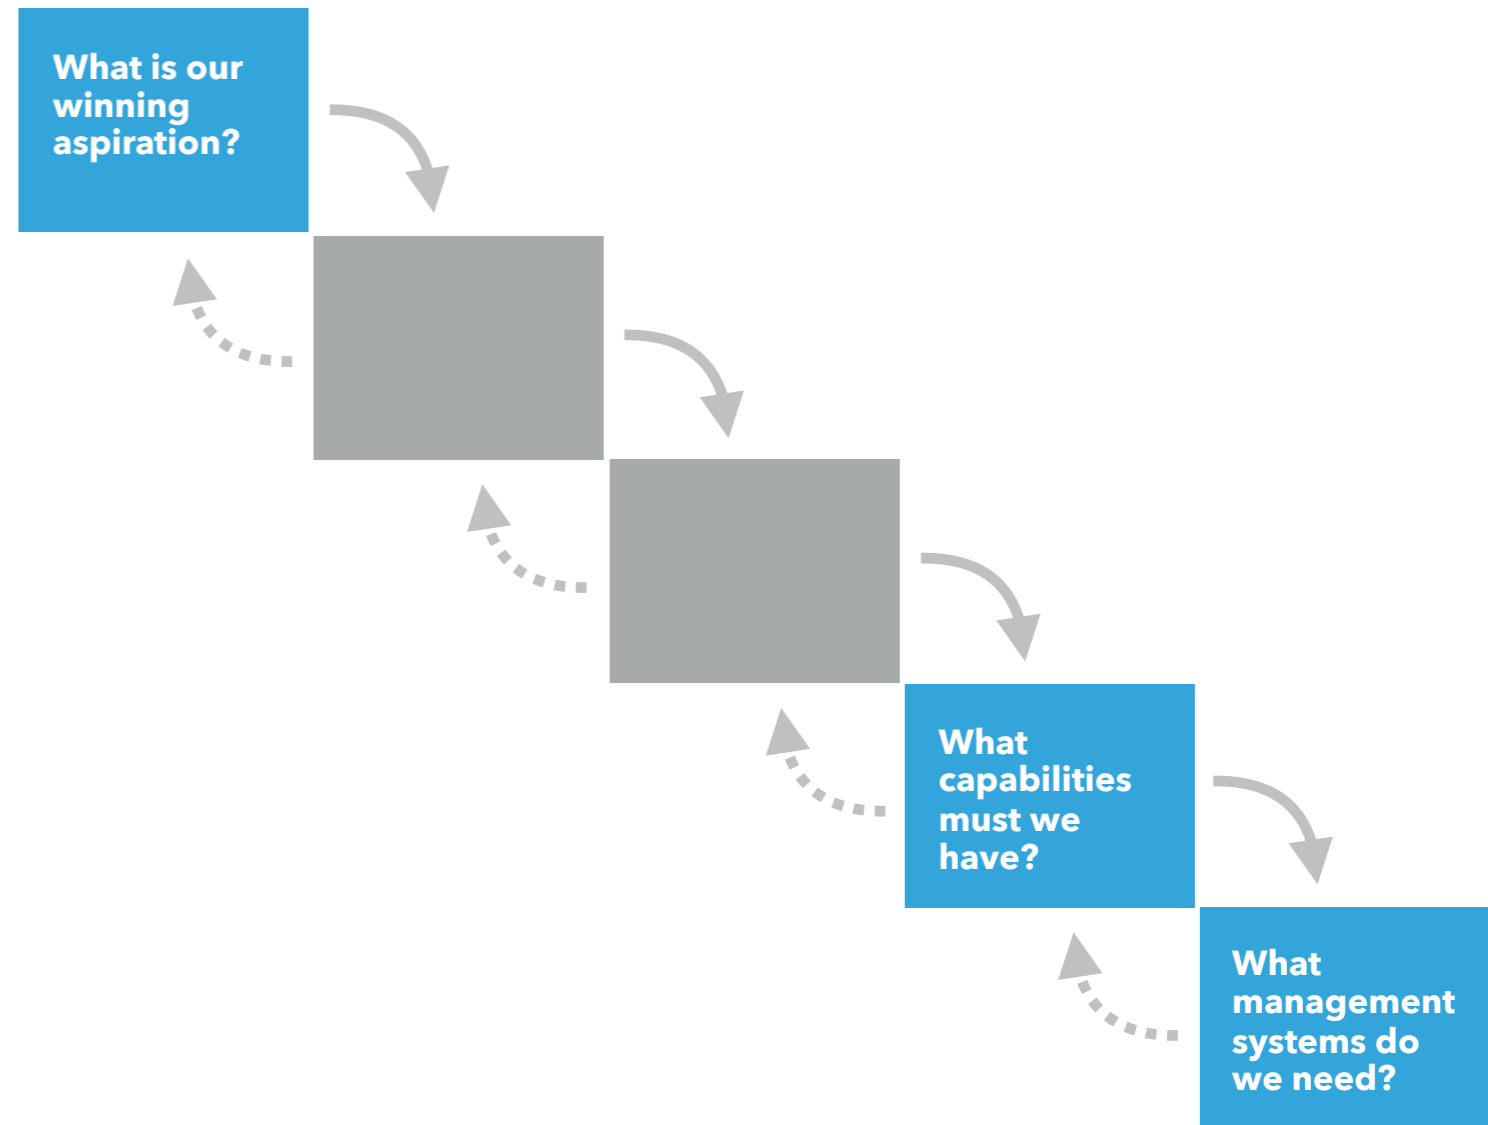 What is our
winning
aspiration?
What
capabilities
must we
have?
What
management
systems do
we need?